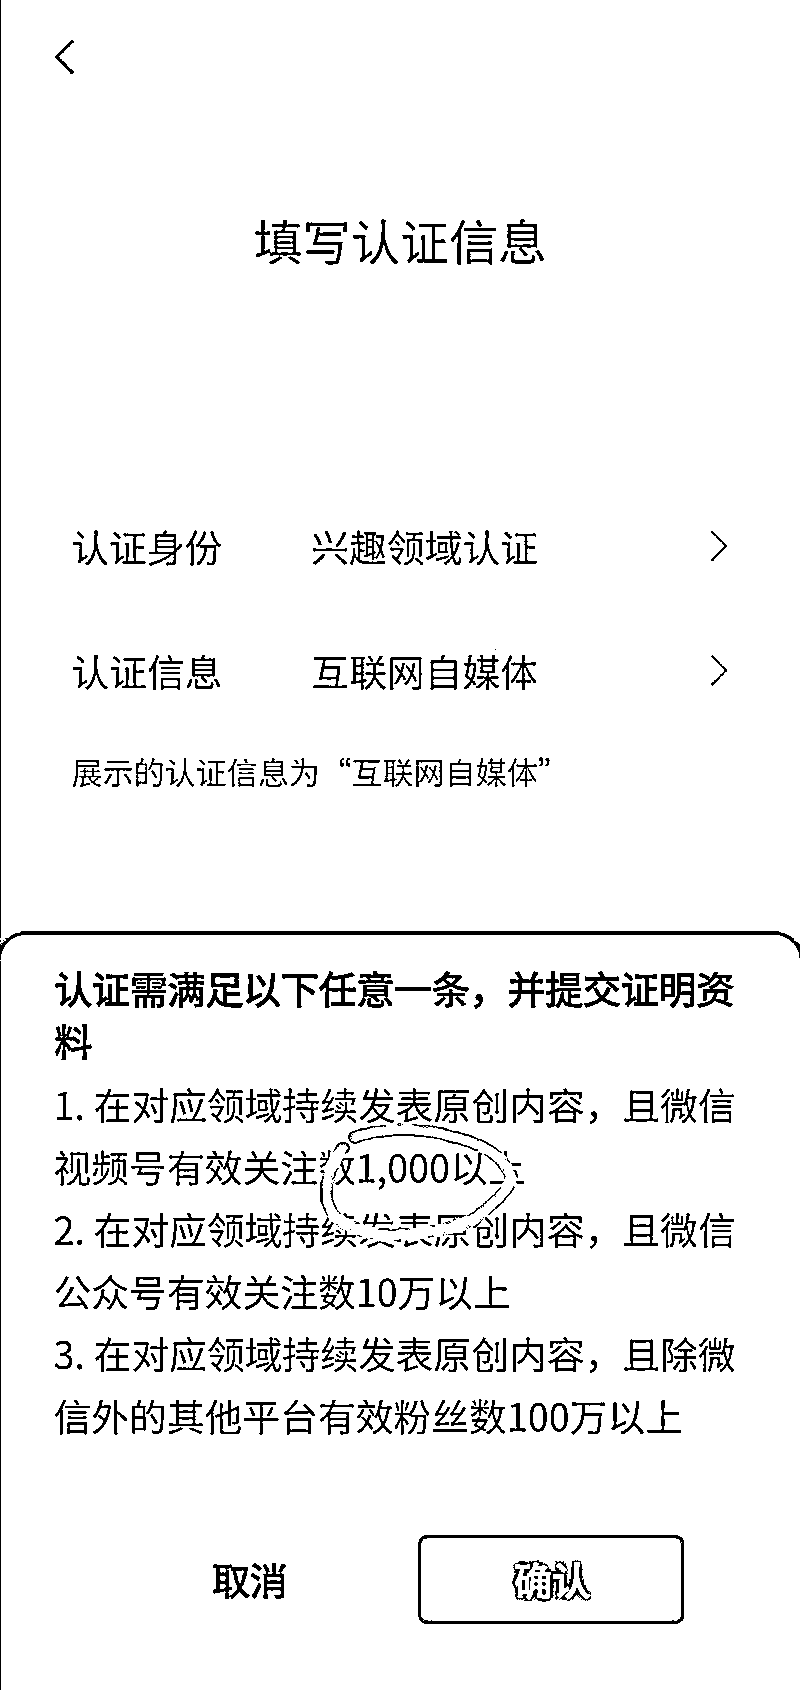 填写认证信息
认证身份 兴趣领域认证
认证信息 互联网自媒体
展示的认证信息为“互联网自媒体”
认证需满足以下任意一条，并提交证明资
料
1. 在对应领域持续发表原创内容，且微信
视频号有效关注数1,000以上
2. 在对应领域持续发表原创内容，且微信
公众号有效关注数10万以上
3. 在对应领域持续发表原创内容，且除微
信外的其他平台有效粉丝数100万以上
取消 确认